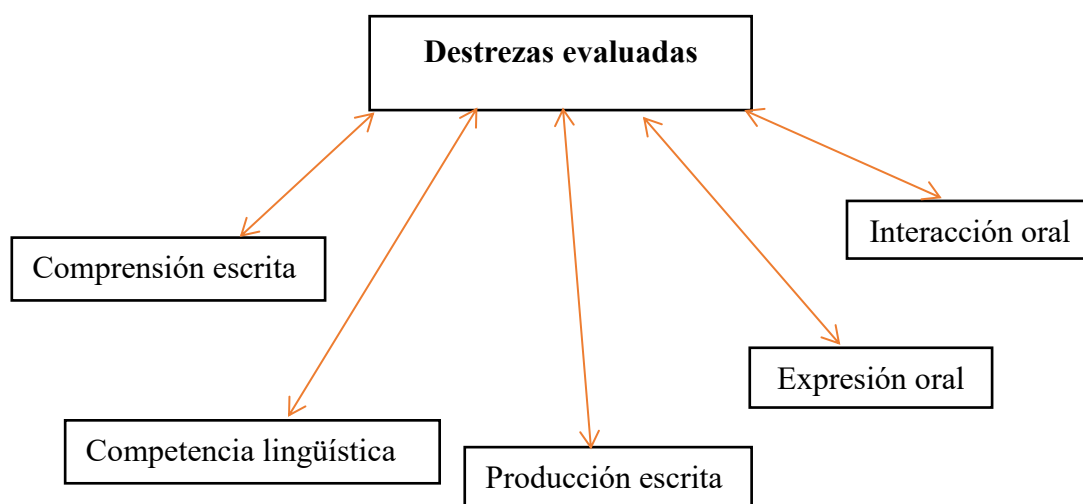 Destrezas evaluadas
Interacción oral
Comprensión escrita
Expresión oral
Competencia lingüística
Producción escrita